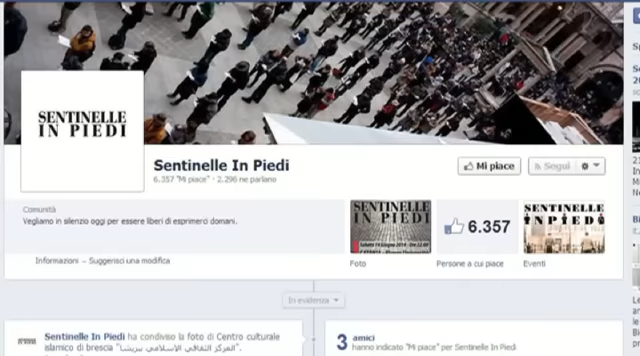 SENTINELLE
IN PIEDI
Sentinelle In Piedi
6.357 "Mi piace" · 2.296 ne parlano
Mi piace
Segui
Comunità
Vegliamo in silenzio oggi per essere liberi di esprimerci domani.
Informazioni – Suggerisci una modifica
SENTINELLE
IN PIEDI
Foto
6.357
Persone a cui piace
SENTINELLE
IN PIEDI
Eventi
In evidenza
Sentinelle In Piedi ha condiviso la foto di Centro culturale
islamico di brescia "المركز الثقافي الإسلامي ببريشيا".
3 amici
hanno indicato "Mi piace" per Sentinelle In Piedi